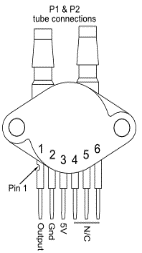 P1 & P2
tube connections
1 2 3 4 5 6
Pin 1
Output
Gnd
5V
N/C